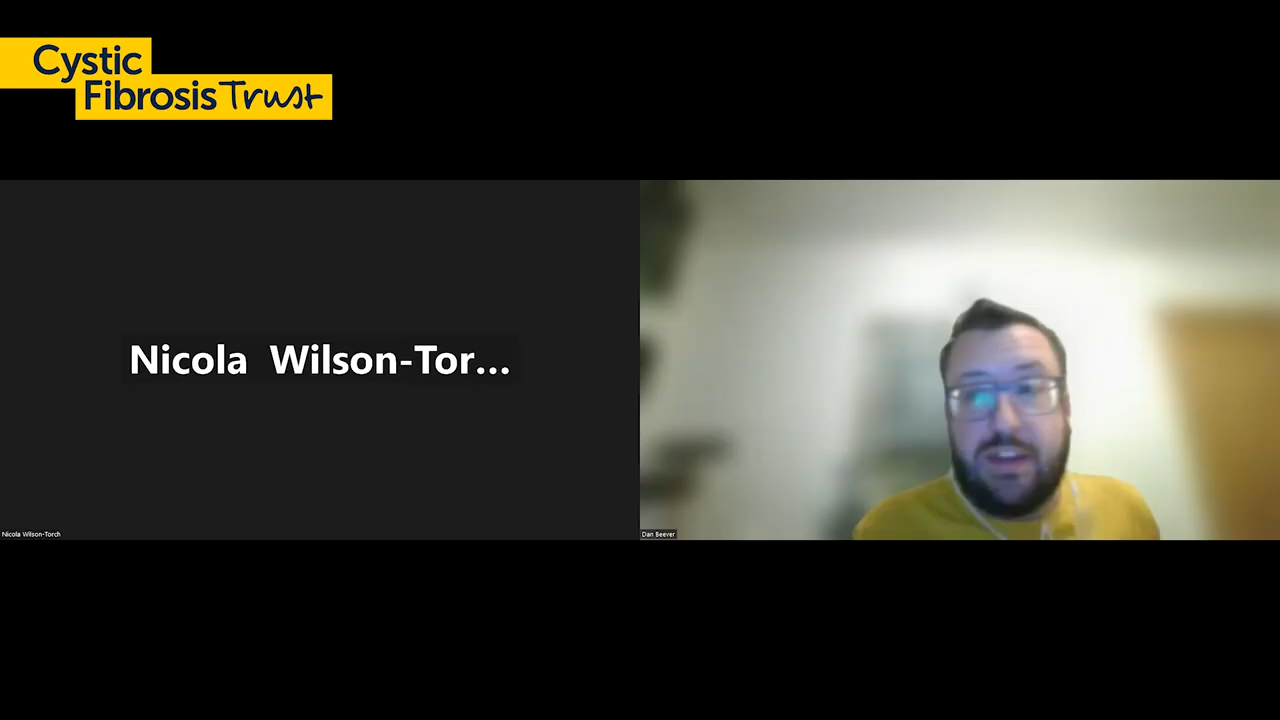 Cystic
Fibrosis Trust
Nicola Wilson-Tor...
Nicola Wilson-Torch
Dan Beever